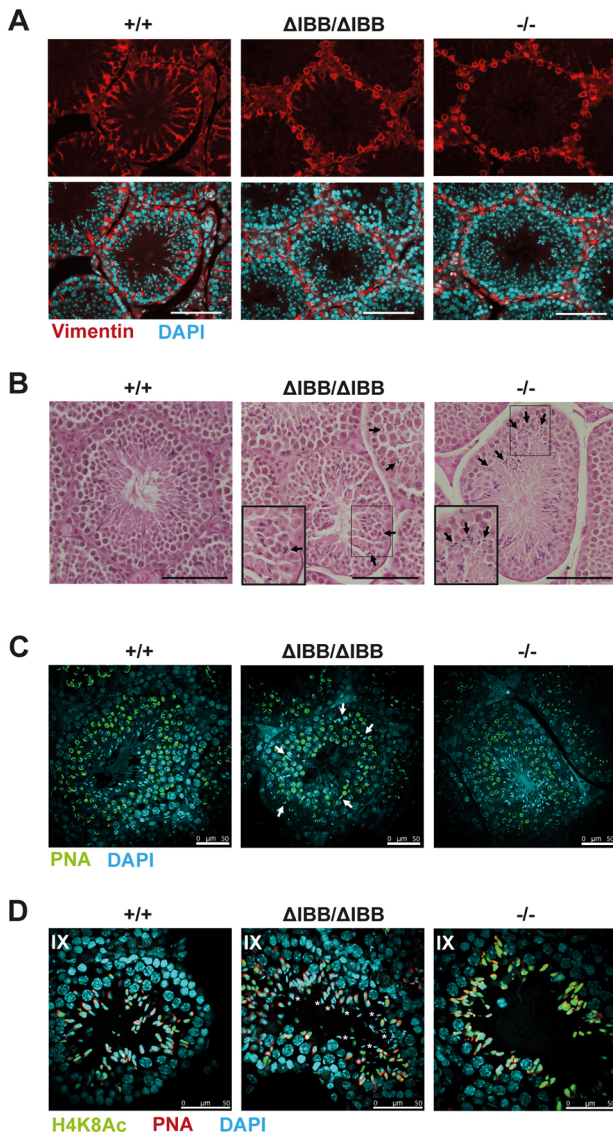 A
+/+ ΔIBB/ΔIBB -/-
Vimentin DAPI
B
+/+ ΔIBB/ΔIBB -/-
C
+/+ ΔIBB/ΔIBB -/-
0 µm 50 0 µm 50 0 µm 50
PNA DAPI
D
+/+ ΔIBB/ΔIBB -/-
IX IX IX
0 µm 50 0 µm 50 0 µm 50
H4K8Ac PNA DAPI